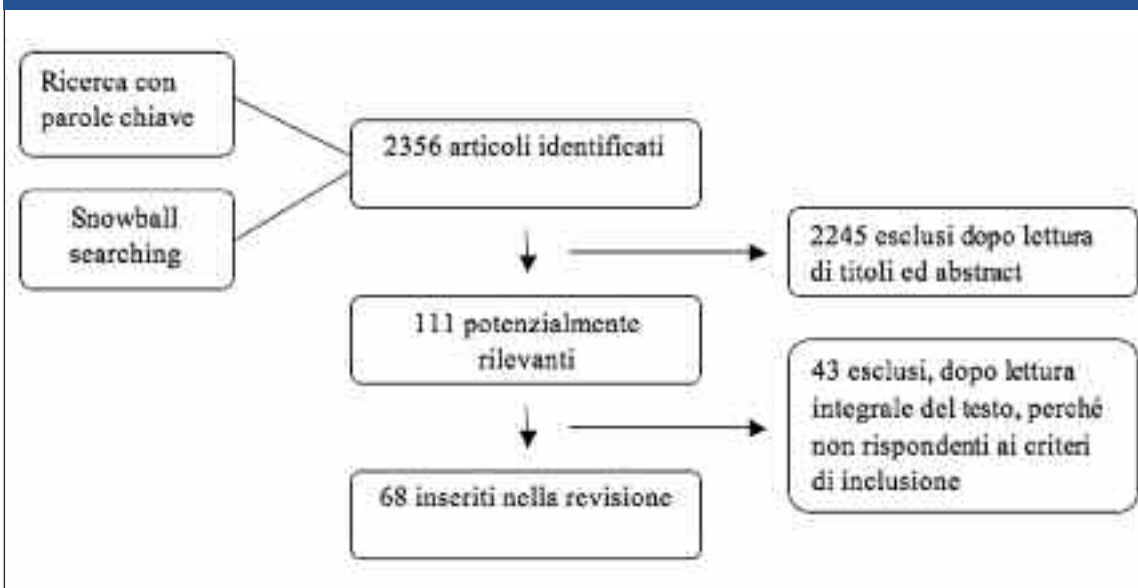 Ricerca con
parole chiave
Snowball
searching
2356 articoli identificati
2245 esclusi dopo lettura
di titoli ed abstract
111 potenzialmente
rilevanti
43 esclusi, dopo lettura
integrale del testo, perché
non rispondenti ai criteri
di inclusione
68 inseriti nella revisione